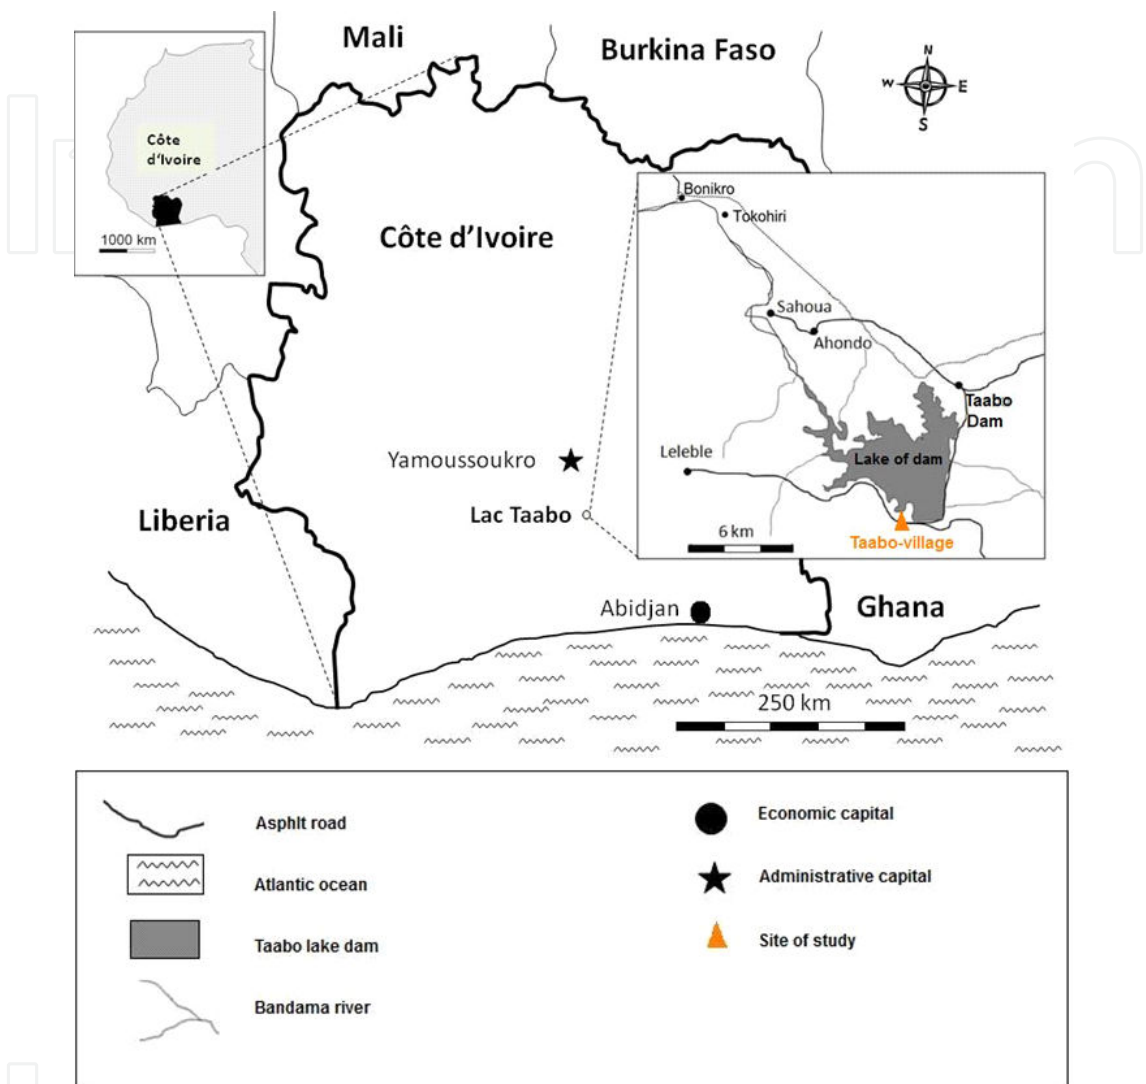 Mali
Burkina Faso
N
W
E
S
Côte
d'Ivoire
1000 km
Côte d'Ivoire
Bonikro
Tokohiri
Sahoua
Ahondo
Taabo
Dam
Leleble
Lake of dam
6 km
Taabo-village
Yamoussoukro
Lac Taabo
Liberia
Abidjan
Ghana
250 km
Asphlt road
Atlantic ocean
Taabo lake dam
Bandama river
Economic capital
Administrative capital
Site of study